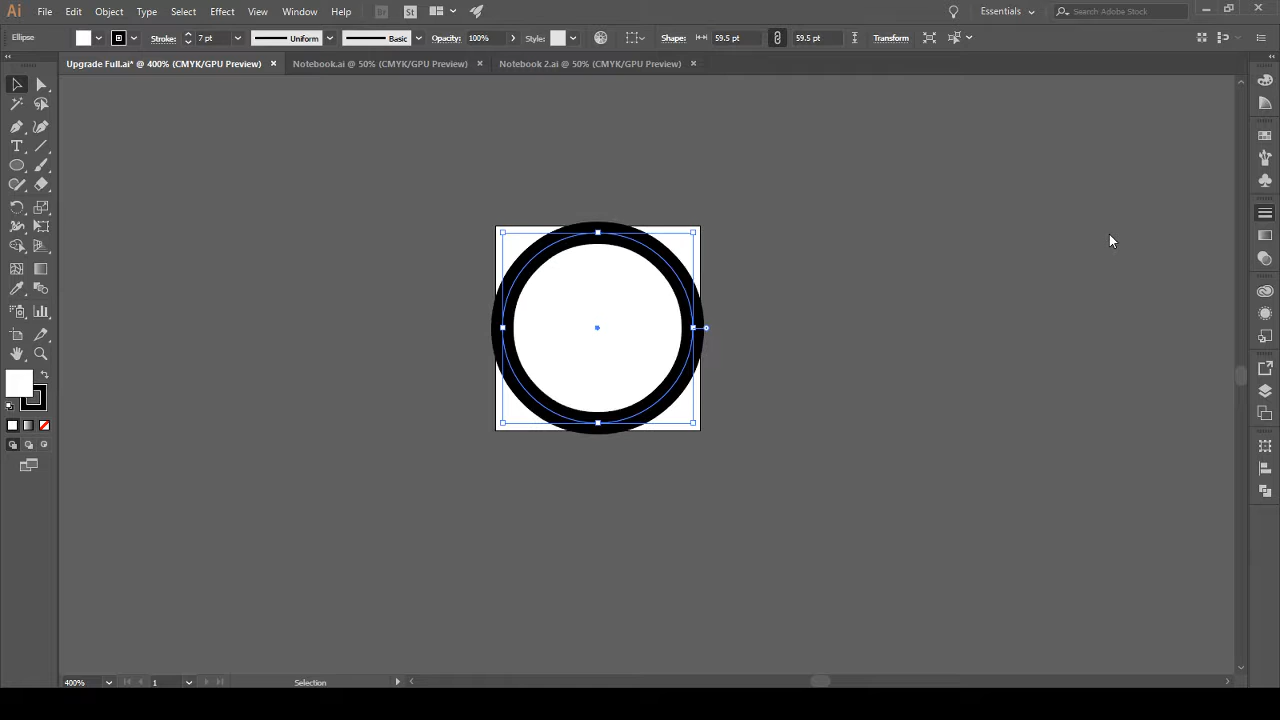 Ai File Edit Object Type Select Effect View Window Help Br St Essentials Search Adobe Stock
Ellipse Stroke: 7 pt Uniform Basic Opacity: 100% Style: Shape: 59.5 pt 59.5 pt Transform
Upgrade Full.ai* @ 400% (CMYK/GPU Preview) × Notebook.ai @ 50% (CMYK/GPU Preview) × Notebook 2.ai @ 50% (CMYK/GPU Preview) ×
400% 1 Selection